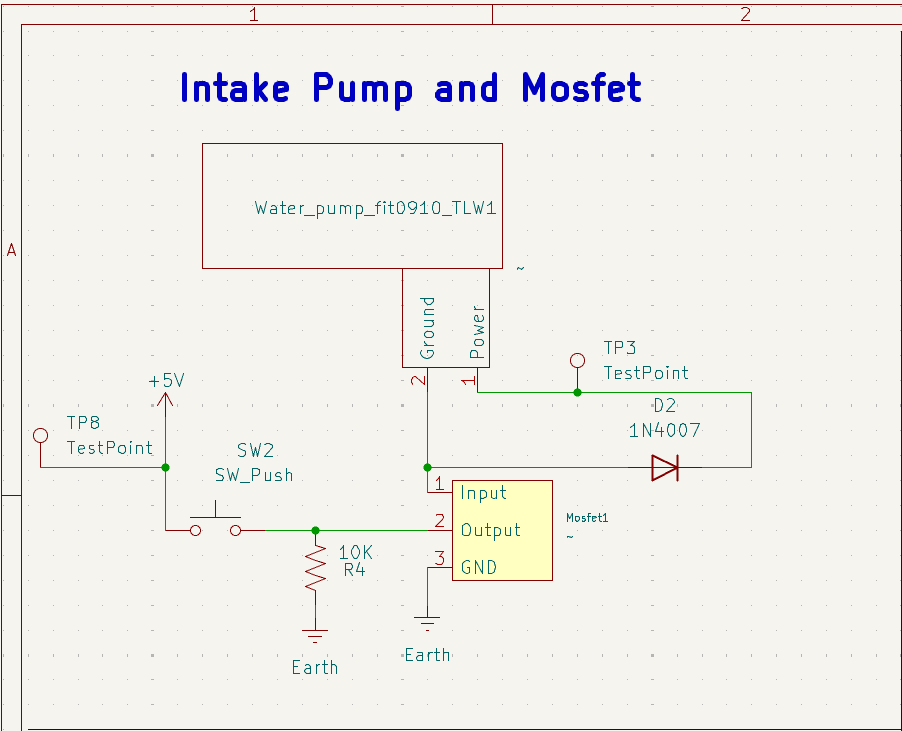 1
2
Intake Pump and Mosfet
Water_pump_fit0910_TLW1
A
~
Ground
Power
2
1
TP3
TestPoint
+5V
D2
1N4007
TP8
TestPoint
SW2
SW_Push
1
Input
2
Output
Mosfet1
~
3
GND
10K
R4
Earth
Earth